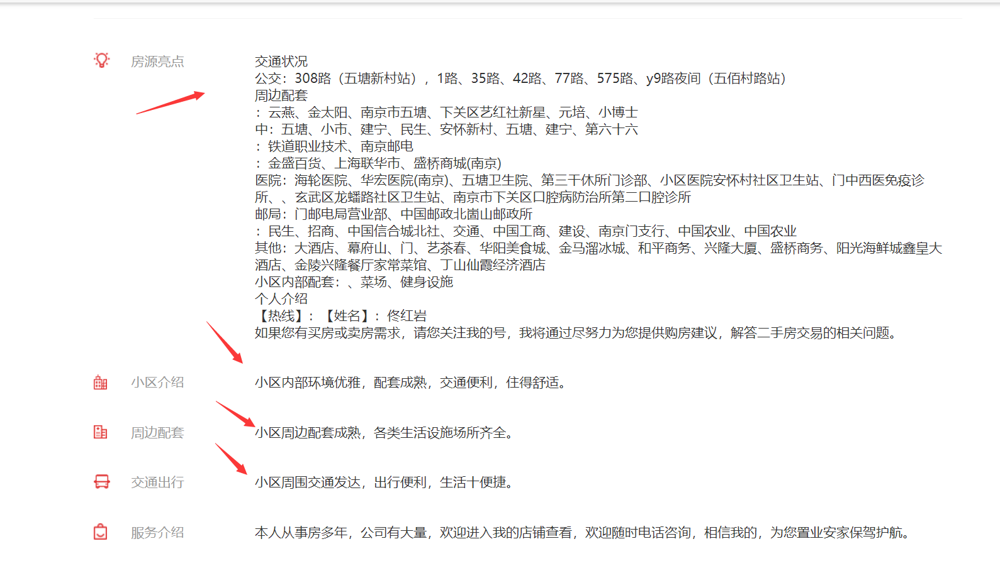 房源亮点
交通状况
公交：308路（五塘新村站），1路、35路、42路、77路、575路、y9路夜间（五佰村路站）
周边配套
：云燕、金太阳、南京市五塘、下关区艺红社新星、元培、小博士
中：五塘、小市、建宁、民生、安怀新村、五塘、建宁、第六十六
：铁道职业技术、南京邮电
：金盛百货、上海联华市、盛桥商城(南京)
医院：海轮医院、华宏医院(南京)、五塘卫生院、第三干休所门诊部、小区医院安怀村社区卫生站、门中西医免疫诊
所、、玄武区龙蟠路社区卫生站、南京市下关区口腔病防治所第二口腔诊所
邮局：门邮电局营业部、中国邮政北崮山邮政所
：民生、招商、中国信合城北社、交通、中国工商、建设、南京门支行、中国农业、中国农业
其他：大酒店、幕府山、门、艺茶春、华阳美食城、金马溜冰城、和平商务、兴隆大厦、盛桥商务、阳光海鲜城鑫皇大
酒店、金陵兴隆餐厅家常菜馆、丁山仙霞经济酒店
小区内部配套：、菜场、健身设施
个人介绍
【热线】：【姓名】：佟红岩
如果您有买房或卖房需求，请您关注我的号，我将通过尽努力为您提供购房建议，解答二手房交易的相关问题。
小区介绍
小区内部环境优雅，配套成熟，交通便利，住得舒适。
周边配套
小区周边配套成熟，各类生活设施场所齐全。
交通出行
小区周围交通发达，出行便利，生活十便捷。
服务介绍
本人从事房多年，公司有大量，欢迎进入我的店铺查看，欢迎随时电话咨询，相信我的，为您置业安家保驾护航。